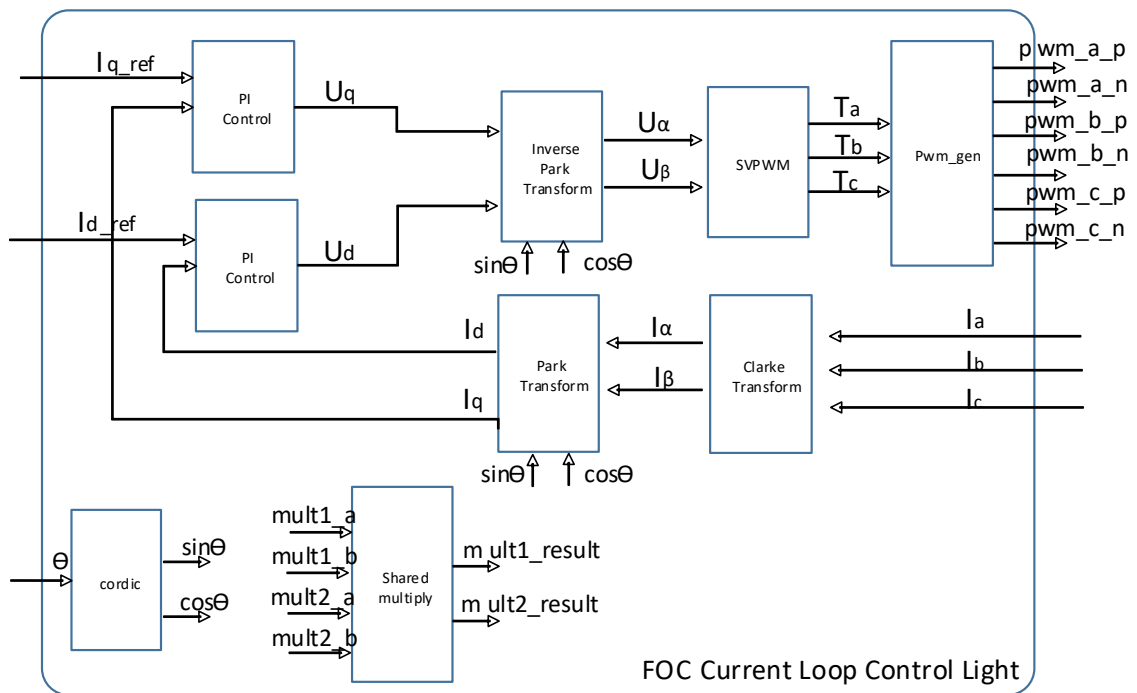 Iq_ref
PI
Control
Uq
Id_ref
PI
Control
Ud
Inverse
Park
Transform
sinΘ
cosΘ
Uα
Uβ
SVPWM
Ta
Tb
Tc
Pwm_gen
pwm_a_p
pwm_a_n
pwm_b_p
pwm_b_n
pwm_c_p
pwm_c_n
Id
Iq
Park
Transform
sinΘ
cosΘ
Iα
Iβ
Clarke
Transform
Ia
Ib
Ic
Θ
cordic
sinΘ
cosΘ
mult1_a
mult1_b
mult2_a
mult2_b
Shared
multiply
mult1_result
mult2_result
FOC Current Loop Control Light